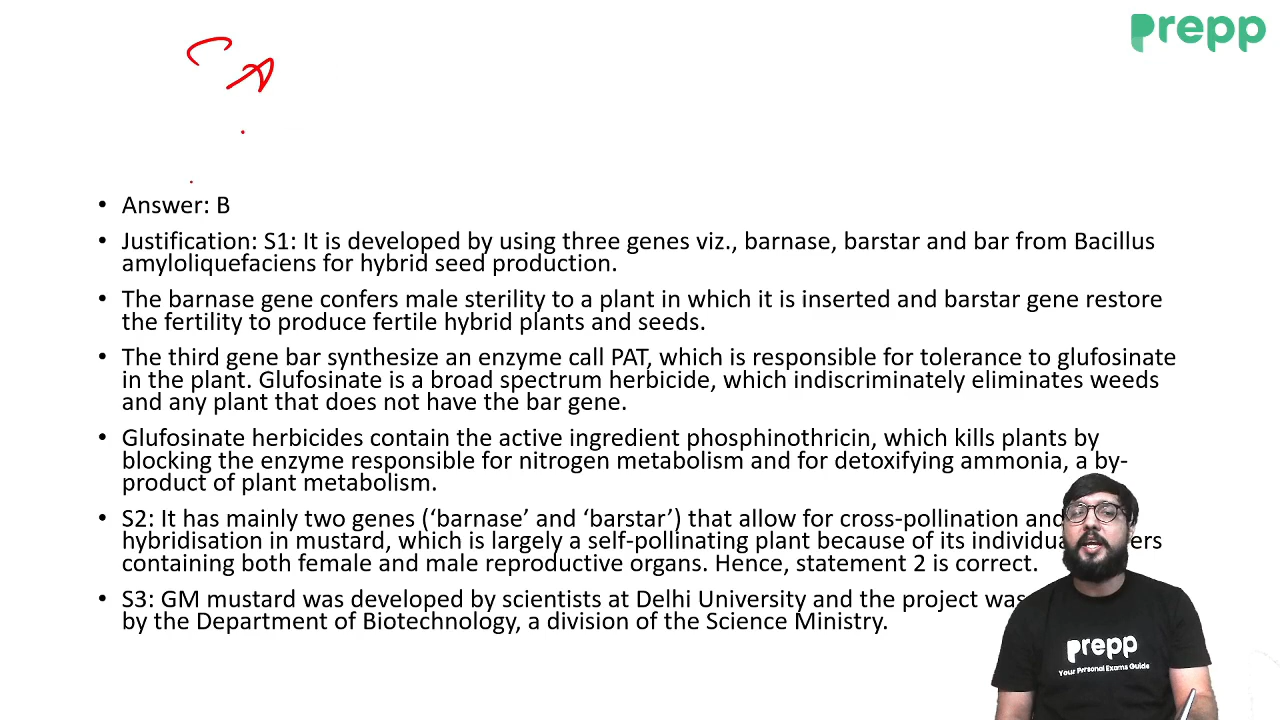 prepp
• Answer: B
• Justification: S1: It is developed by using three genes viz., barnase, barstar and bar from Bacillus
amyloliquefaciens for hybrid seed production.
• The barnase gene confers male sterility to a plant in which it is inserted and barstar gene restore
the fertility to produce fertile hybrid plants and seeds.
• The third gene bar synthesize an enzyme call PAT, which is responsible for tolerance to glufosinate
in the plant. Glufosinate is a broad spectrum herbicide, which indiscriminately eliminates weeds
and any plant that does not have the bar gene.
• Glufosinate herbicides contain the active ingredient phosphinothricin, which kills plants by
blocking the enzyme responsible for nitrogen metabolism and for detoxifying ammonia, a by-
product of plant metabolism.
• S2: It has mainly two genes (‘barnase’ and ‘barstar’) that allow for cross-pollination and
hybridisation in mustard, which is largely a self-pollinating plant because of its
containing both female and male reproductive organs. Hence, statement 2 is correct.
• S3: GM mustard was developed by scientists at Delhi University and the project was
by the Department of Biotechnology, a division of the Science Ministry.
prepp
Your Personal Exams Guide